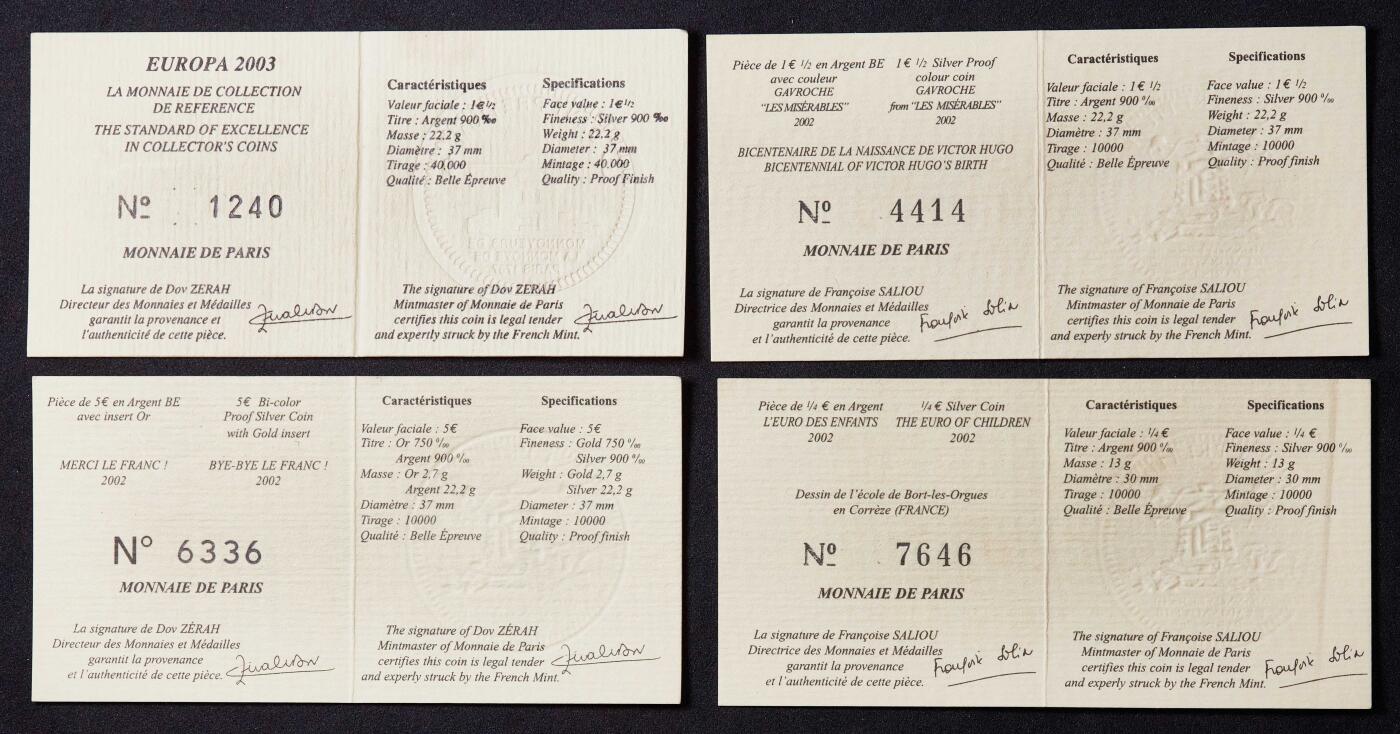 EUROPA 2003
LA MONNAIE DE COLLECTION
DE REFERENCE
THE STANDARD OF EXCELLENCE
IN COLLECTOR'S COINS
Nº 1240
MONNAIE DE PARIS
La signature de Dov ZERAH
Directeur des Monnaies et Médailles
garantit la provenance et
l'authenticité de cette pièce.
Caractéristiques
Valeur faciale : 1€ 1/2
Titre : Argent 900 ‰
Masse : 22.2 g
Diamètre : 37 mm
Tirage : 40.000
Qualité : Belle Épreuve
Specifications
Face value : 1€ 1/2
Fineness : Silver 900 ‰
Weight : 22.2 g
Diameter : 37 mm
Mintage : 40.000
Quality : Proof Finish
The signature of Dov ZERAH
Mintmaster of Monnaie de Paris
certifies this coin is legal tender
and expertly struck by the French Mint.
Pièce de 1 € 1/2 en Argent BE
avec couleur
GAVROCHE
"LES MISÉRABLES"
2002
1 € 1/2 Silver Proof
colour coin
GAVROCHE
from "LES MISÉRABLES"
2002
BICENTENAIRE DE LA NAISSANCE DE VICTOR HUGO
BICENTENNIAL OF VICTOR HUGO'S BIRTH
Nº 4414
MONNAIE DE PARIS
La signature de Françoise SALIOU
Directrice des Monnaies et Médailles
garantit la provenance
et l'authenticité de cette pièce.
Caractéristiques
Valeur faciale : 1 € 1/2
Titre : Argent 900 ‰
Masse : 22,2 g
Diamètre : 37 mm
Tirage : 10000
Qualité : Belle Épreuve
Specifications
Face value : 1 € 1/2
Fineness : Silver 900 ‰
Weight : 22,2 g
Diameter : 37 mm
Mintage : 10000
Quality : Proof finish
The signature of Françoise SALIOU
Mintmaster of Monnaie de Paris
certifies this coin is legal tender
and experly struck by the French Mint.
Pièce de 5€ en Argent BE
avec insert Or
5€ Bi-color
Proof Silver Coin
with Gold insert
MERCI LE FRANC !
2002
BYE-BYE LE FRANC !
2002
N° 6336
MONNAIE DE PARIS
La signature de Dov ZÉRAH
Directeur des Monnaies et Médailles
garantit la provenance
et l'authenticité de cette pièce.
Caractéristiques
Valeur faciale : 5€
Titre : Or 750 ‰
Argent 900 ‰
Masse : Or 2,7 g
Argent 22,2 g
Diamètre : 37 mm
Tirage : 10000
Qualité : Belle Épreuve
Specifications
Face value : 5€
Fineness : Gold 750 ‰
Silver 900 ‰
Weight : Gold 2,7 g
Silver 22,2 g
Diameter : 37 mm
Mintage : 10000
Quality : Proof finish
The signature of Dov ZÉRAH
Mintmaster of Monnaie de Paris
certifies this coin is legal tender
and experly struck by the French Mint.
Pièce de 1/4 € en Argent
L'EURO DES ENFANTS
2002
1/4 € Silver Coin
THE EURO OF CHILDREN
2002
Dessin de l'école de Bort-les-Orgues
en Corrèze (FRANCE)
Nº 7646
MONNAIE DE PARIS
La signature de Françoise SALIOU
Directrice des Monnaies et Médailles
garantit la provenance
et l'authenticité de cette pièce.
Caractéristiques
Valeur faciale : 1/4 €
Titre : Argent 900 ‰
Masse : 13 g
Diamètre : 30 mm
Tirage : 10000
Qualité : Belle Épreuve
Specifications
Face value : 1/4 €
Fineness : Silver 900 ‰
Weight : 13 g
Diameter : 30 mm
Mintage : 10000
Quality : Proof finish
The signature of Françoise SALIOU
Mintmaster of Monnaie de Paris
certifies this coin is legal tender
and experly struck by the French Mint.